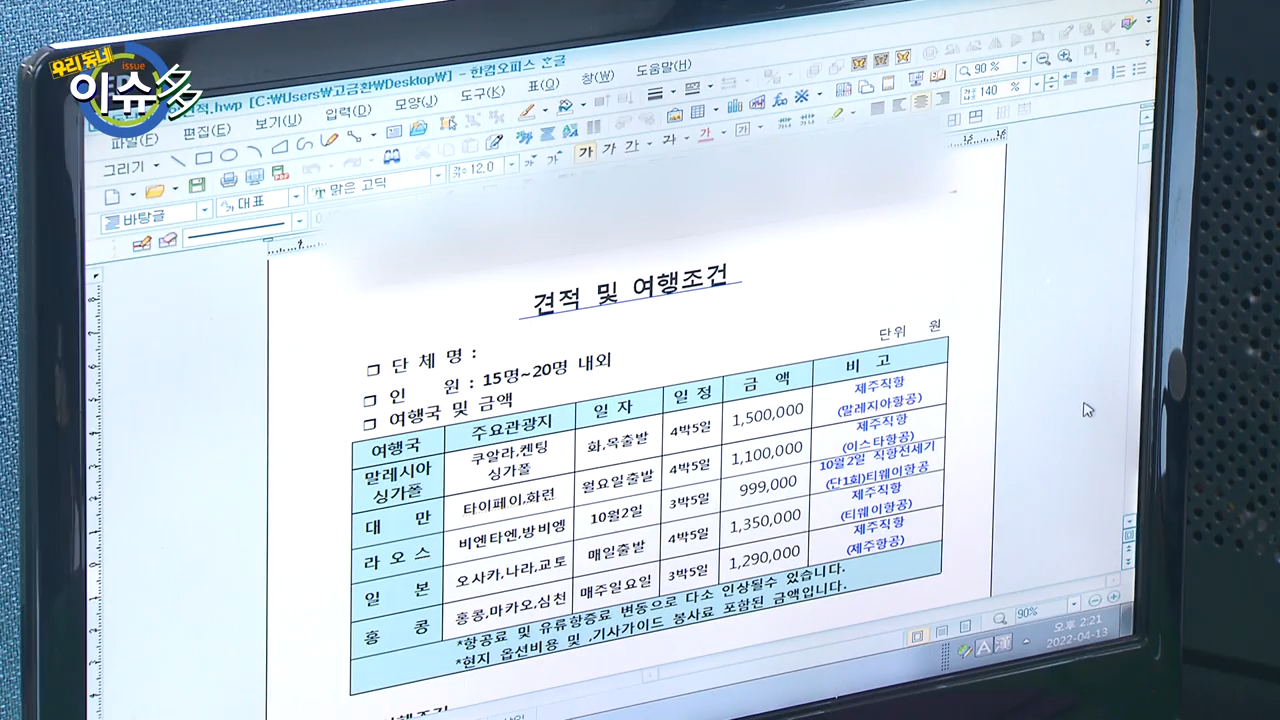 우리 동네
issue
이슈多
.hwp [C:₩Users₩고금환₩Desktop₩] - 한컴오피스 한글
파일(F) 편집(E) 보기(U) 입력(D) 모양(J) 도구(K) 표(Q) 창(W) 도움말(H)
90 %
그리기
140 %
바탕글 대표 맑은 고딕 12.0 가 가 가 가 가
견적 및 여행조건
❐ 단 체 명 :
❐ 인 원 : 15명~20명 내외
❐ 여행국 및 금액
단위 원
여행국 주요관광지 일 자 일 정 금 액 비 고
말레시아 싱가폴 쿠알라,켄팅 싱가폴 화,목출발 4박5일 1,500,000 제주직항 (말레지아항공)
대 만 타이페이,화련 월요일출발 4박5일 1,100,000 제주직항 (이스타항공)
라 오 스 비엔타엔,방비엥 10월2일 3박5일 999,000 10월2일 직항전세기 (단1회)티웨이항공
일 본 오사카,나라,교토 매일출발 4박5일 1,350,000 제주직항 (티웨이항공)
홍 콩 홍콩,마카오,심천 매주일요일 3박5일 1,290,000 제주직항 (제주항공)
*항공료 및 유류항증료 변동으로 다소 인상될수 있습니다.
*현지 옵션비용 및 ,기사가이드 봉사료 포함된 금액입니다.
90%
A 漢
오후 2:21
2022-04-13